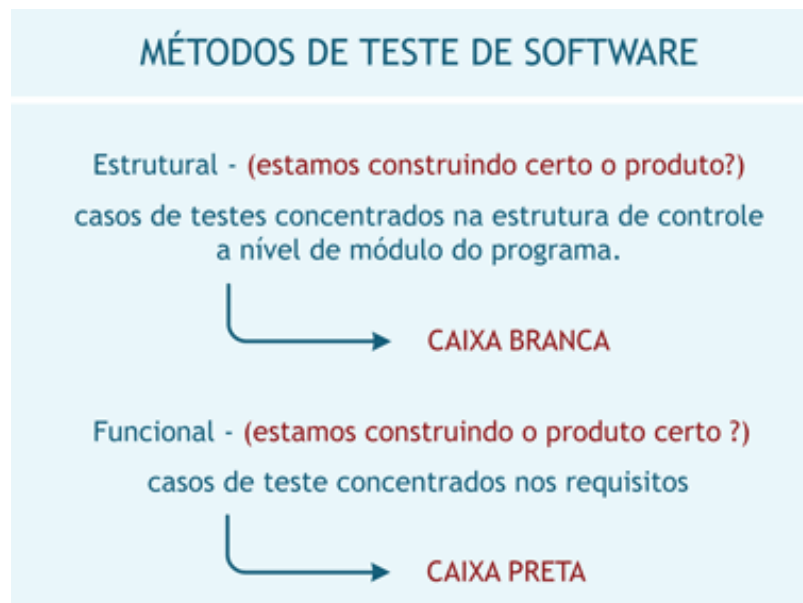 MÉTODOS DE TESTE DE SOFTWARE
Estrutural - (estamos construindo certo o produto?)
casos de testes concentrados na estrutura de controle
a nível de módulo do programa.
CAIXA BRANCA
Funcional - (estamos construindo o produto certo ?)
casos de teste concentrados nos requisitos
CAIXA PRETA